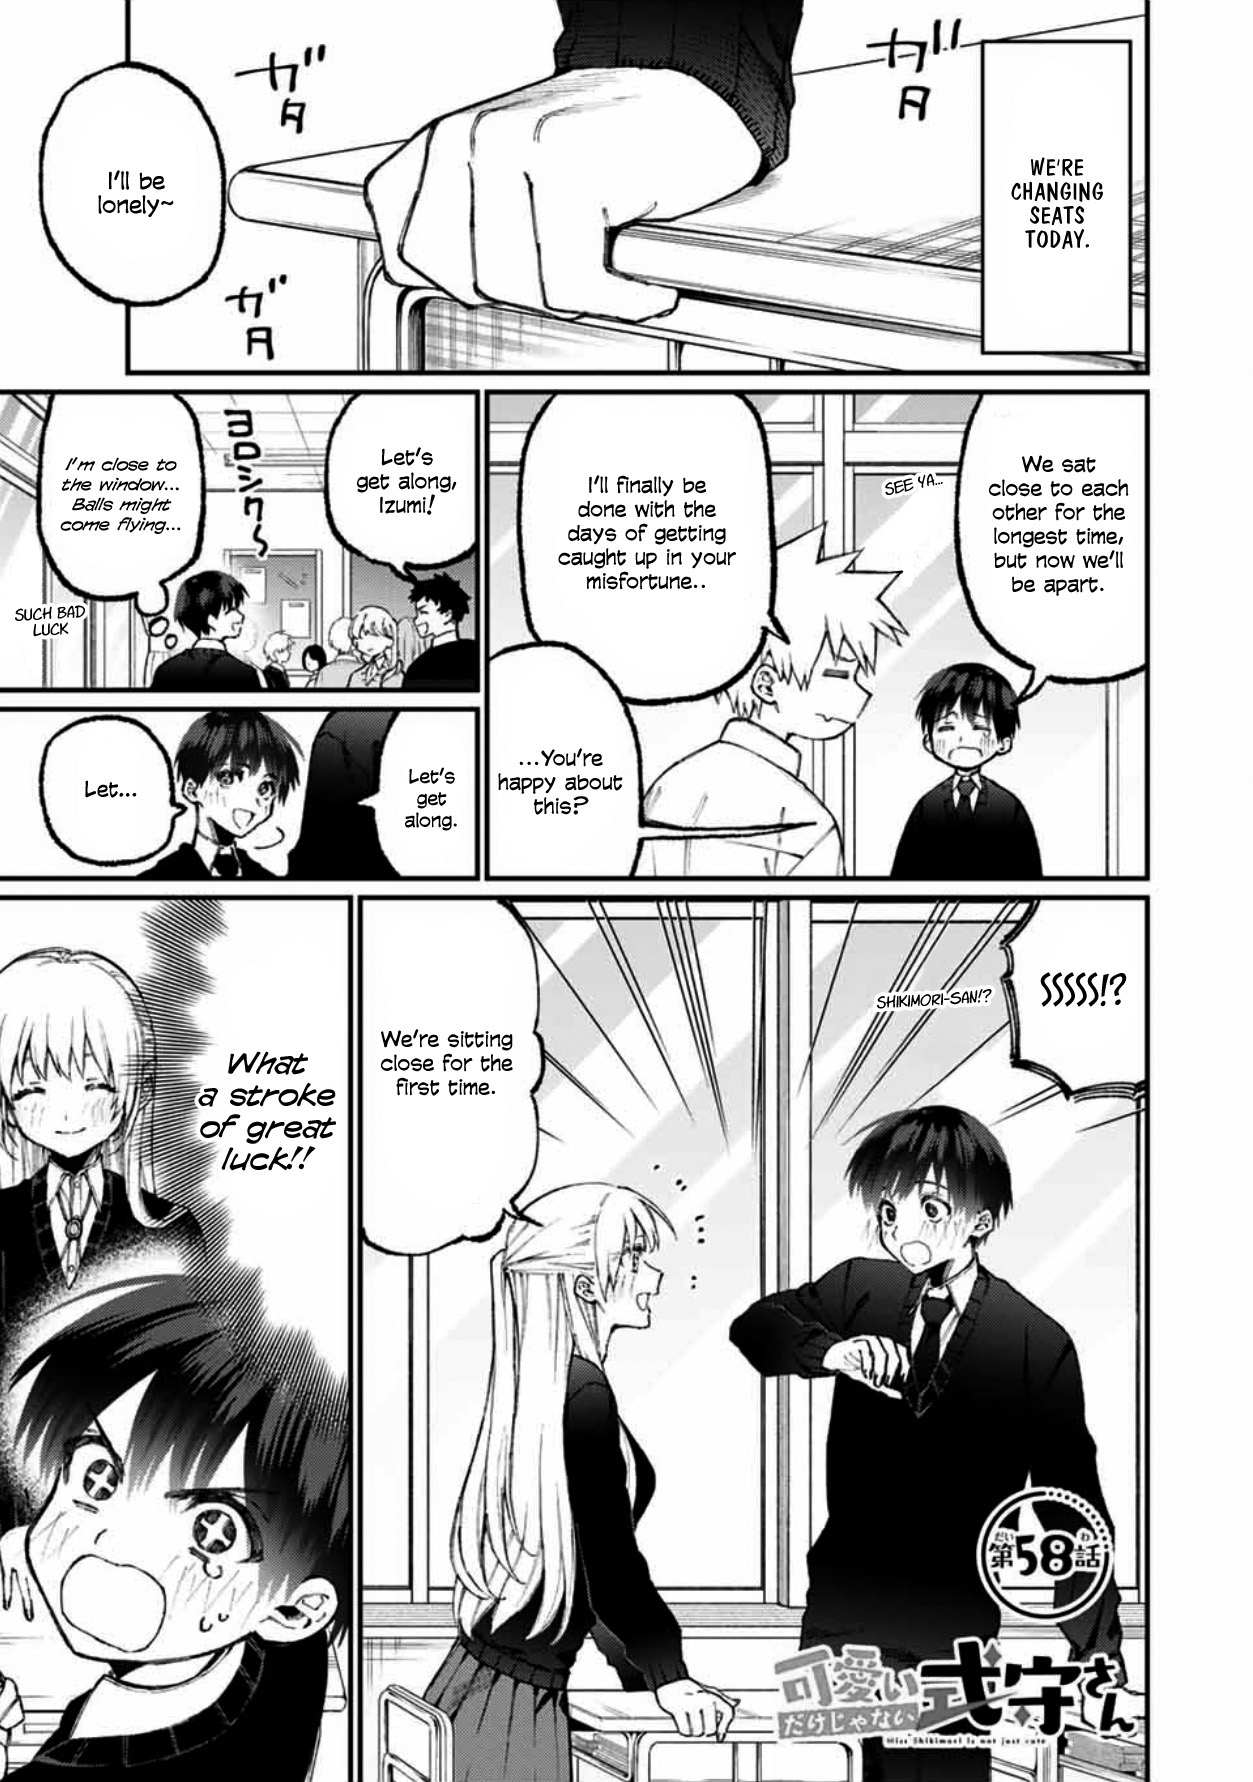 WE'RE
CHANGING
SEATS
TODAY.
ガタ
ガタ
I'll be
lonely~
ガタ
We sat
close to each
other for the
longest time,
but now we'll
be apart.
SEE YA...
I'll finally be
done with the
days of getting
caught up in your
misfortune..
...You're
happy about
this?
Let's
get along,
Izumi!
ヨロシク〜
I'm close to
the window...
Balls might
come flying...
SUCH BAD
LUCK
Let's
get
along.
Let...
SSSSS!?
SHIKIMORI-SAN!?
We're sitting
close for the
first time.
What
a stroke
of great
luck!!
だい わ
第58話
可愛い
だけじゃない
式守さん
Miss Shikimori is not just cute